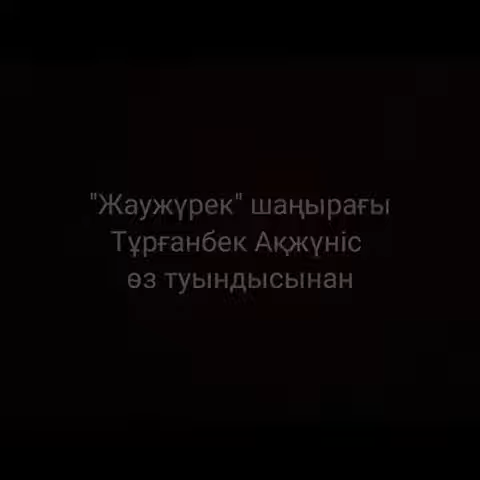 "Жаужүрек" шаңырағы
Тұрғанбек Ақжүніс
өз туындысынан